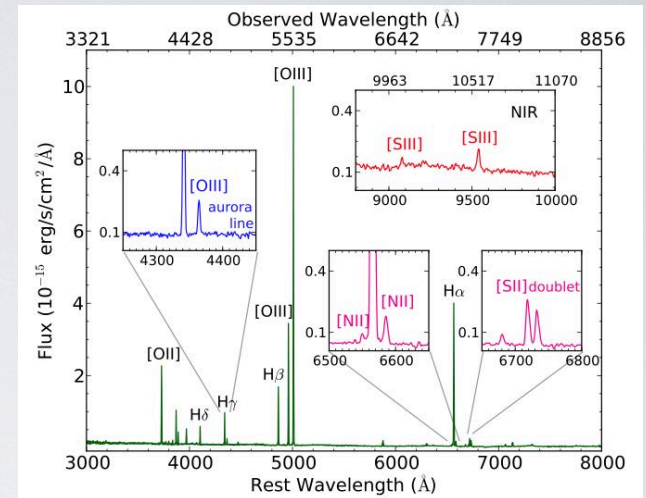 Observed Wavelength (Å)
3321 4428 5535 6642 7749 8856
[OIII]
9963 10517 11070
10
0.4
NIR
[SIII] [SIII]
0.1
9000 9500 10000
0.4
[OIII]
aurora
line
0.1
4300 4400
8
6
4
2
Flux (10⁻¹⁵ erg/s/cm²/Å)
0.4
[NII] [NII]
0.1
6500 6600
0.4
[SII] doublet
0.1
6700 6800
[OIII]
Hα
[OII]
Hβ
Hδ
Hγ
3000 4000 5000 6000 7000 8000
Rest Wavelength (Å)